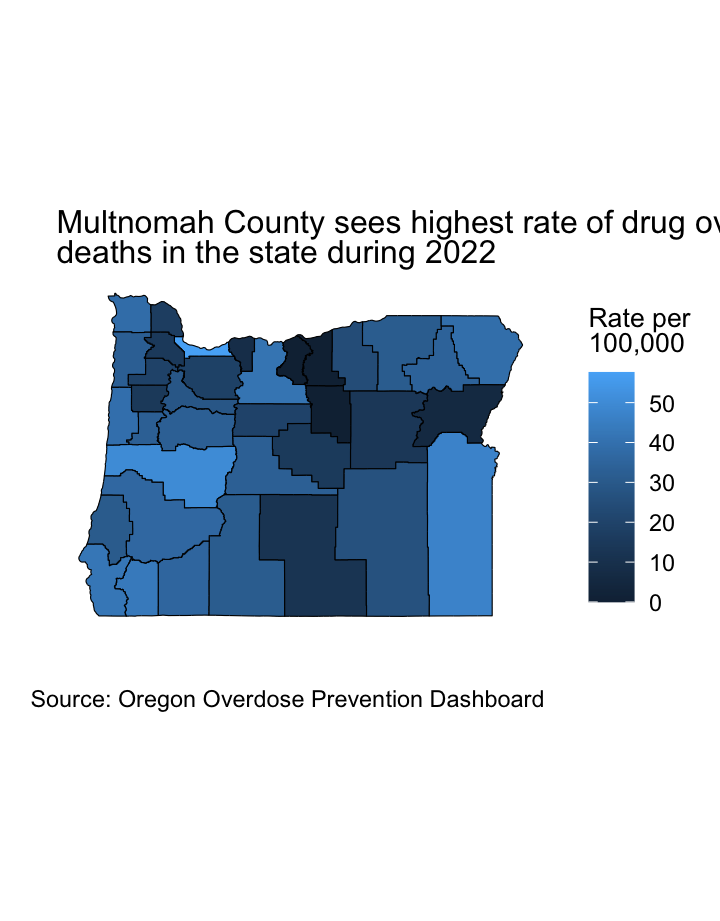 Multnomah County sees highest rate of drug
deaths in the state during 2022
Rate per
100,000
50
40
30
20
10
0
Source: Oregon Overdose Prevention Dashboard